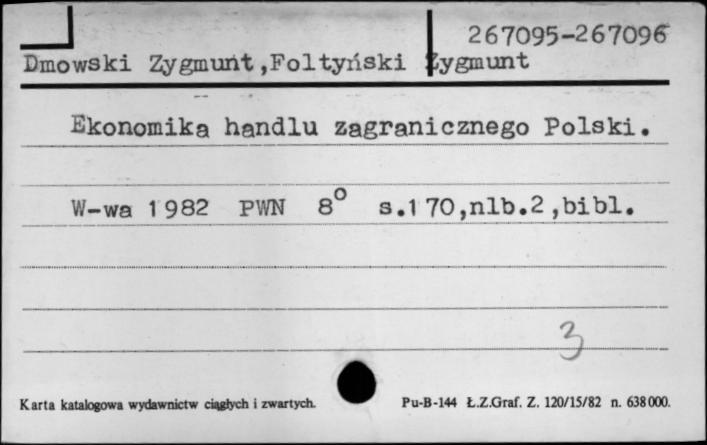 267095-267096
Dmowski Zygmunt,Foltyński Zygmunt
Ekonomika handlu zagranicznego Polski.
W-wa 1982 PWN 8° s.170,nlb.2,bibl.
3
Karta katalogowa wydawnictw ciągłych i zwartych. Pu-B-144 Ł.Z.Graf. Z. 120/15/82 n. 638000.